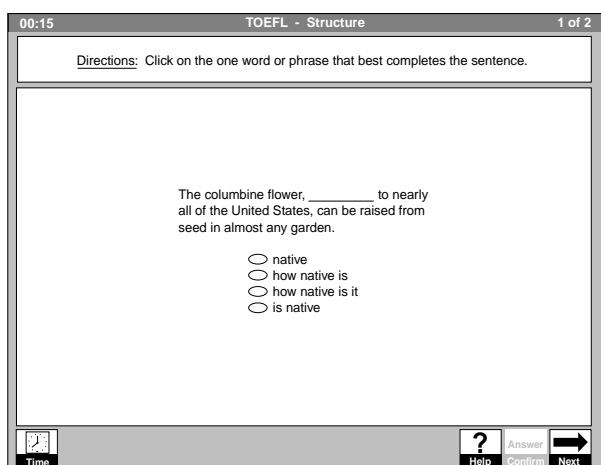 00:15 TOEFL - Structure 1 of 2
Directions: Click on the one word or phrase that best completes the sentence.
The columbine flower, _________ to nearly
all of the United States, can be raised from
seed in almost any garden.
native
how native is
how native is it
is native
? Answer
Time Help Confirm Next